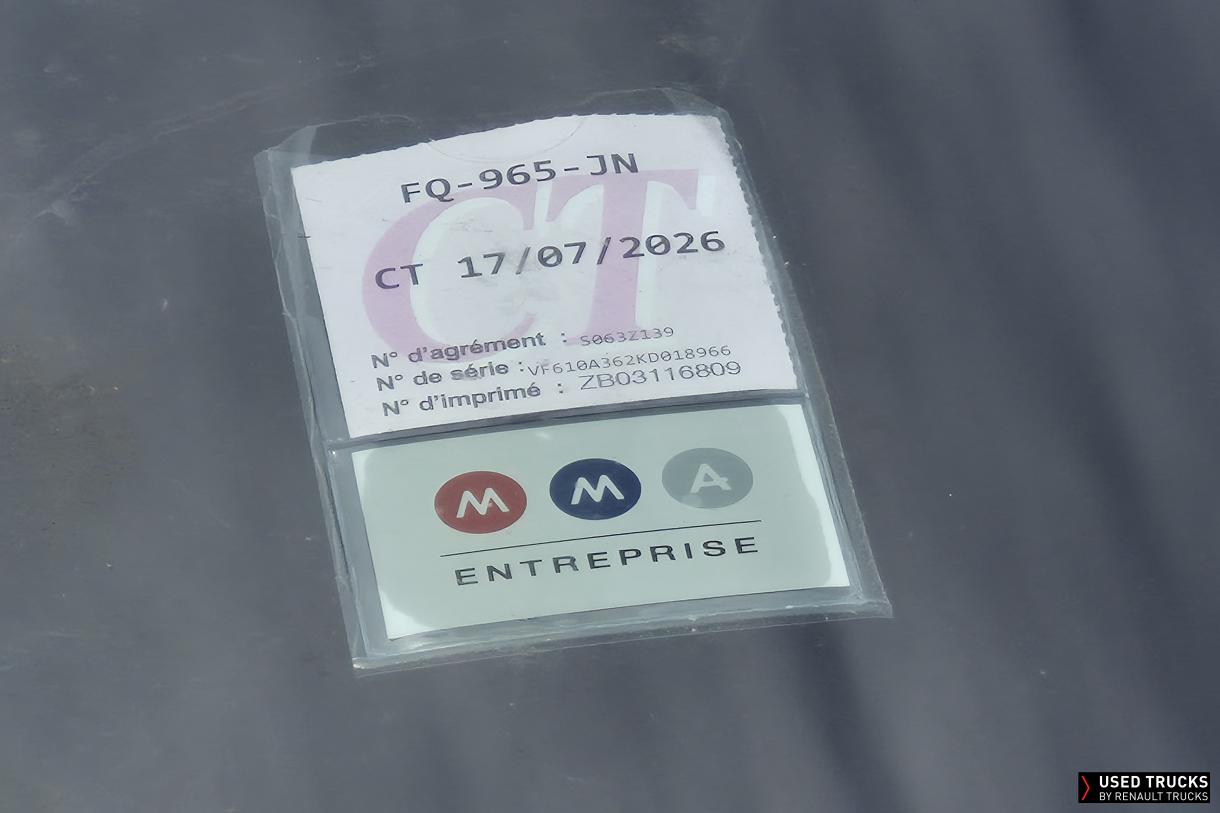 FQ-965-JN
CT
CT 17/07/2026
N° d'agrément : S063Z139
N° de série : VF610A362KD018966
N° d'imprimé : ZB03116809
M M A
ENTREPRISE
USED TRUCKS
BY RENAULT TRUCKS